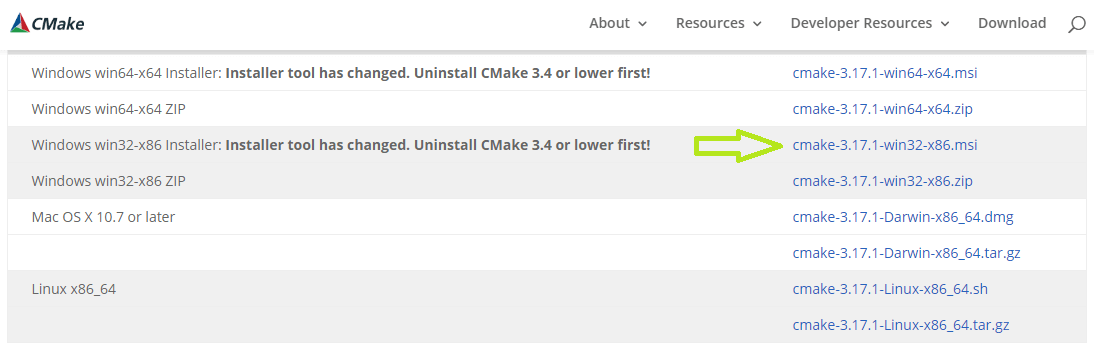 CMake
About
Resources
Developer Resources
Download
Windows win64-x64 Installer: Installer tool has changed. Uninstall CMake 3.4 or lower first! cmake-3.17.1-win64-x64.msi
Windows win64-x64 ZIP cmake-3.17.1-win64-x64.zip
Windows win32-x86 Installer: Installer tool has changed. Uninstall CMake 3.4 or lower first! cmake-3.17.1-win32-x86.msi
Windows win32-x86 ZIP cmake-3.17.1-win32-x86.zip
Mac OS X 10.7 or later cmake-3.17.1-Darwin-x86_64.dmg
cmake-3.17.1-Darwin-x86_64.tar.gz
Linux x86_64 cmake-3.17.1-Linux-x86_64.sh
cmake-3.17.1-Linux-x86_64.tar.gz